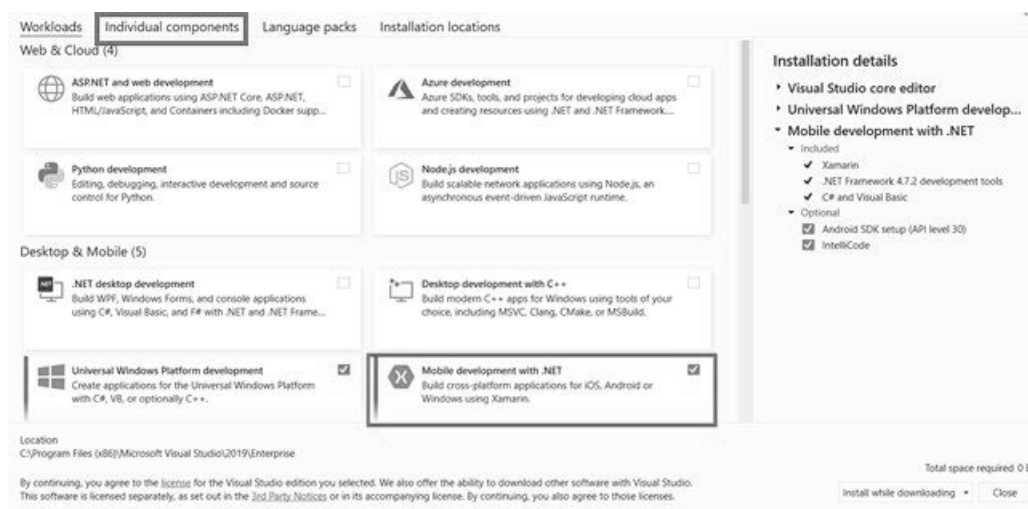 Workloads Individual components Language packs Installation locations
Web & Cloud (4)
ASP.NET and web development
Build web applications using ASP.NET Core, ASP.NET,
HTML/JavaScript, and Containers including Docker supp...
Azure development
Azure SDKs, tools, and projects for developing cloud apps
and creating resources using .NET and .NET Framework....
Python development
Editing, debugging, interactive development and source
control for Python.
Node.js development
Build scalable network applications using Node.js, an
asynchronous event-driven JavaScript runtime.
Desktop & Mobile (5)
.NET desktop development
Build WPF, Windows Forms, and console applications
using C#, Visual Basic, and F# with .NET and .NET Frame...
Desktop development with C++
Build modern C++ apps for Windows using tools of your
choice, including MSVC, Clang, CMake, or MSBuild.
Universal Windows Platform development
Create applications for the Universal Windows Platform
with C#, VB, or optionally C++.
Mobile development with .NET
Build cross-platform applications for iOS, Android or
Windows using Xamarin.
Installation details
Visual Studio core editor
Universal Windows Platform develop...
Mobile development with .NET
Included
Xamarin
.NET Framework 4.7.2 development tools
C# and Visual Basic
Optional
Android SDK setup (API level 30)
IntelliCode
Location
C:\Program Files (x86)\Microsoft Visual Studio\2019\Enterprise
By continuing, you agree to the license for the Visual Studio edition you selected. We also offer the ability to download other software with Visual Studio.
This software is licensed separately, as set out in the 3rd Party Notices or in its accompanying license. By continuing, you also agree to those licenses.
Total space required 0
Install while downloading Close